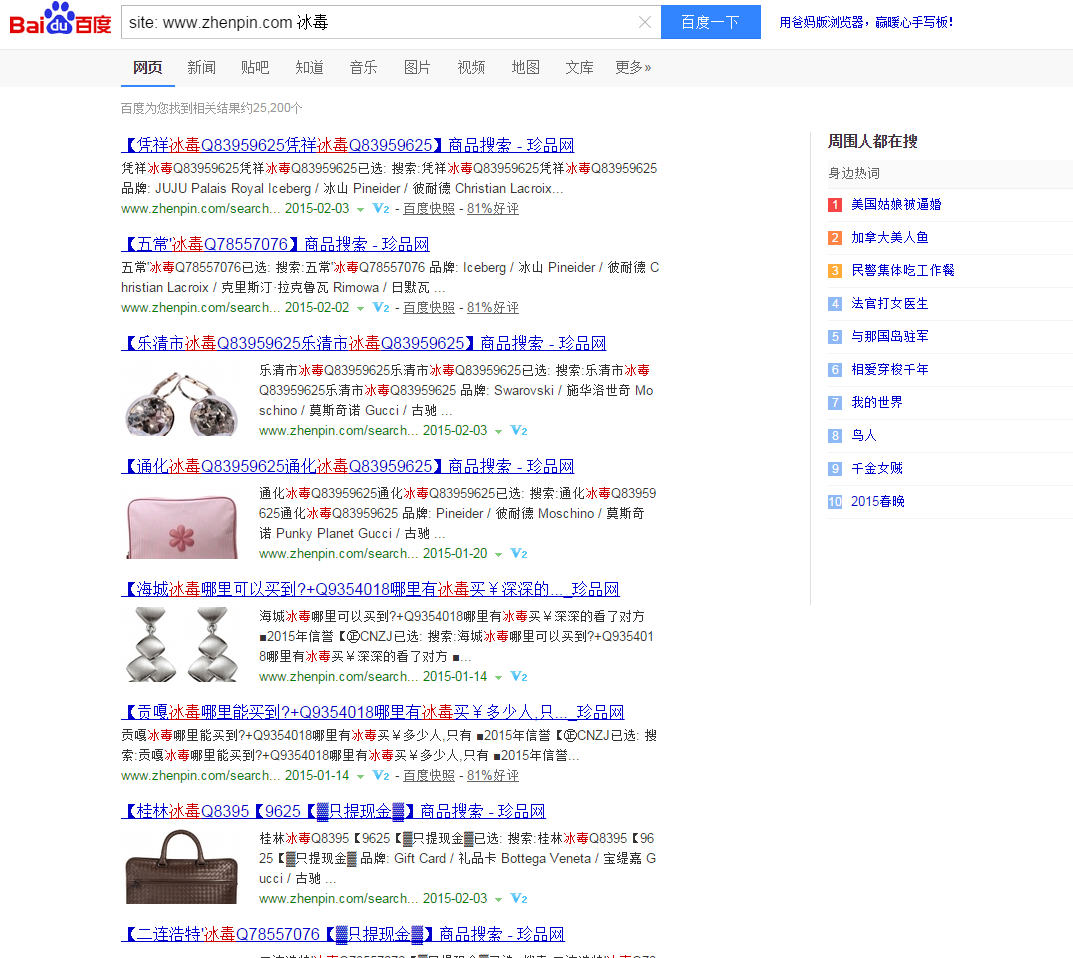 Bai du 百度 site: www.zhenpin.com 冰毒 百度一下 用爸妈版浏览器，赢暖心手写板！
网页 新闻 贴吧 知道 音乐 图片 视频 地图 文库 更多»
百度为您找到相关结果约25,200个
【凭祥冰毒Q83959625凭祥冰毒Q83959625】商品搜索 - 珍品网
凭祥冰毒Q83959625凭祥冰毒Q83959625已选: 搜索:凭祥冰毒Q83959625凭祥冰毒Q83959625
品牌: JUJU Palais Royal Iceberg / 冰山 Pineider / 彼耐德 Christian Lacroix...
www.zhenpin.com/search... 2015-02-03 V2 - 百度快照 - 81%好评
【五常'冰毒Q78557076】商品搜索 - 珍品网
五常'冰毒Q78557076已选: 搜索:五常'冰毒Q78557076 品牌: Iceberg / 冰山 Pineider / 彼耐德 C
hristian Lacroix / 克里斯汀·拉克鲁瓦 Rimowa / 日默瓦 ...
www.zhenpin.com/search... 2015-02-02 V2 - 百度快照 - 81%好评
【乐清市冰毒Q83959625乐清市冰毒Q83959625】商品搜索 - 珍品网
乐清市冰毒Q83959625乐清市冰毒Q83959625已选: 搜索:乐清市冰毒
Q83959625乐清市冰毒Q83959625 品牌: Swarovski / 施华洛世奇 Mo
schino / 莫斯奇诺 Gucci / 古驰 ...
www.zhenpin.com/search... 2015-02-03 V2
【通化冰毒Q83959625通化冰毒Q83959625】商品搜索 - 珍品网
通化冰毒Q83959625通化冰毒Q83959625已选: 搜索:通化冰毒Q83959
625通化冰毒Q83959625 品牌: Pineider / 彼耐德 Moschino / 莫斯奇
诺 Punky Planet Gucci / 古驰 ...
www.zhenpin.com/search... 2015-01-20 V2
【海城冰毒哪里可以买到?+Q9354018哪里有冰毒买￥深深的..._珍品网
海城冰毒哪里可以买到?+Q9354018哪里有冰毒买￥深深的看了对方
■2015年信誉【㊣CNZJ已选: 搜索:海城冰毒哪里可以买到?+Q935401
8哪里有冰毒买￥深深的看了对方 ■...
www.zhenpin.com/search... 2015-01-14 V2
【贡嘎冰毒哪里能买到?+Q9354018哪里有冰毒买￥多少人,只..._珍品网
贡嘎冰毒哪里能买到?+Q9354018哪里有冰毒买￥多少人,只有 ■2015年信誉【㊣CNZJ已选: 搜
索:贡嘎冰毒哪里能买到?+Q9354018哪里有冰毒买￥多少人,只有 ■2015年信誉...
www.zhenpin.com/search... 2015-01-14 V2 - 百度快照 - 81%好评
【桂林冰毒Q8395【9625【▓只提现金▓】商品搜索 - 珍品网
桂林冰毒Q8395【9625【▓只提现金▓已选: 搜索:桂林冰毒Q8395【96
25【▓只提现金▓ 品牌: Gift Card / 礼品卡 Bottega Veneta / 宝缇嘉 G
ucci / 古驰 ...
www.zhenpin.com/search... 2015-02-03 V2
【二连浩特'冰毒Q78557076【▓只提现金▓】商品搜索 - 珍品网
周围人都在搜
身边热词
1 美国姑娘被逼婚
2 加拿大美人鱼
3 民警集体吃工作餐
4 法官打女医生
5 与那国岛驻军
6 相爱穿梭千年
7 我的世界
8 鸟人
9 千金女贼
10 2015春晚